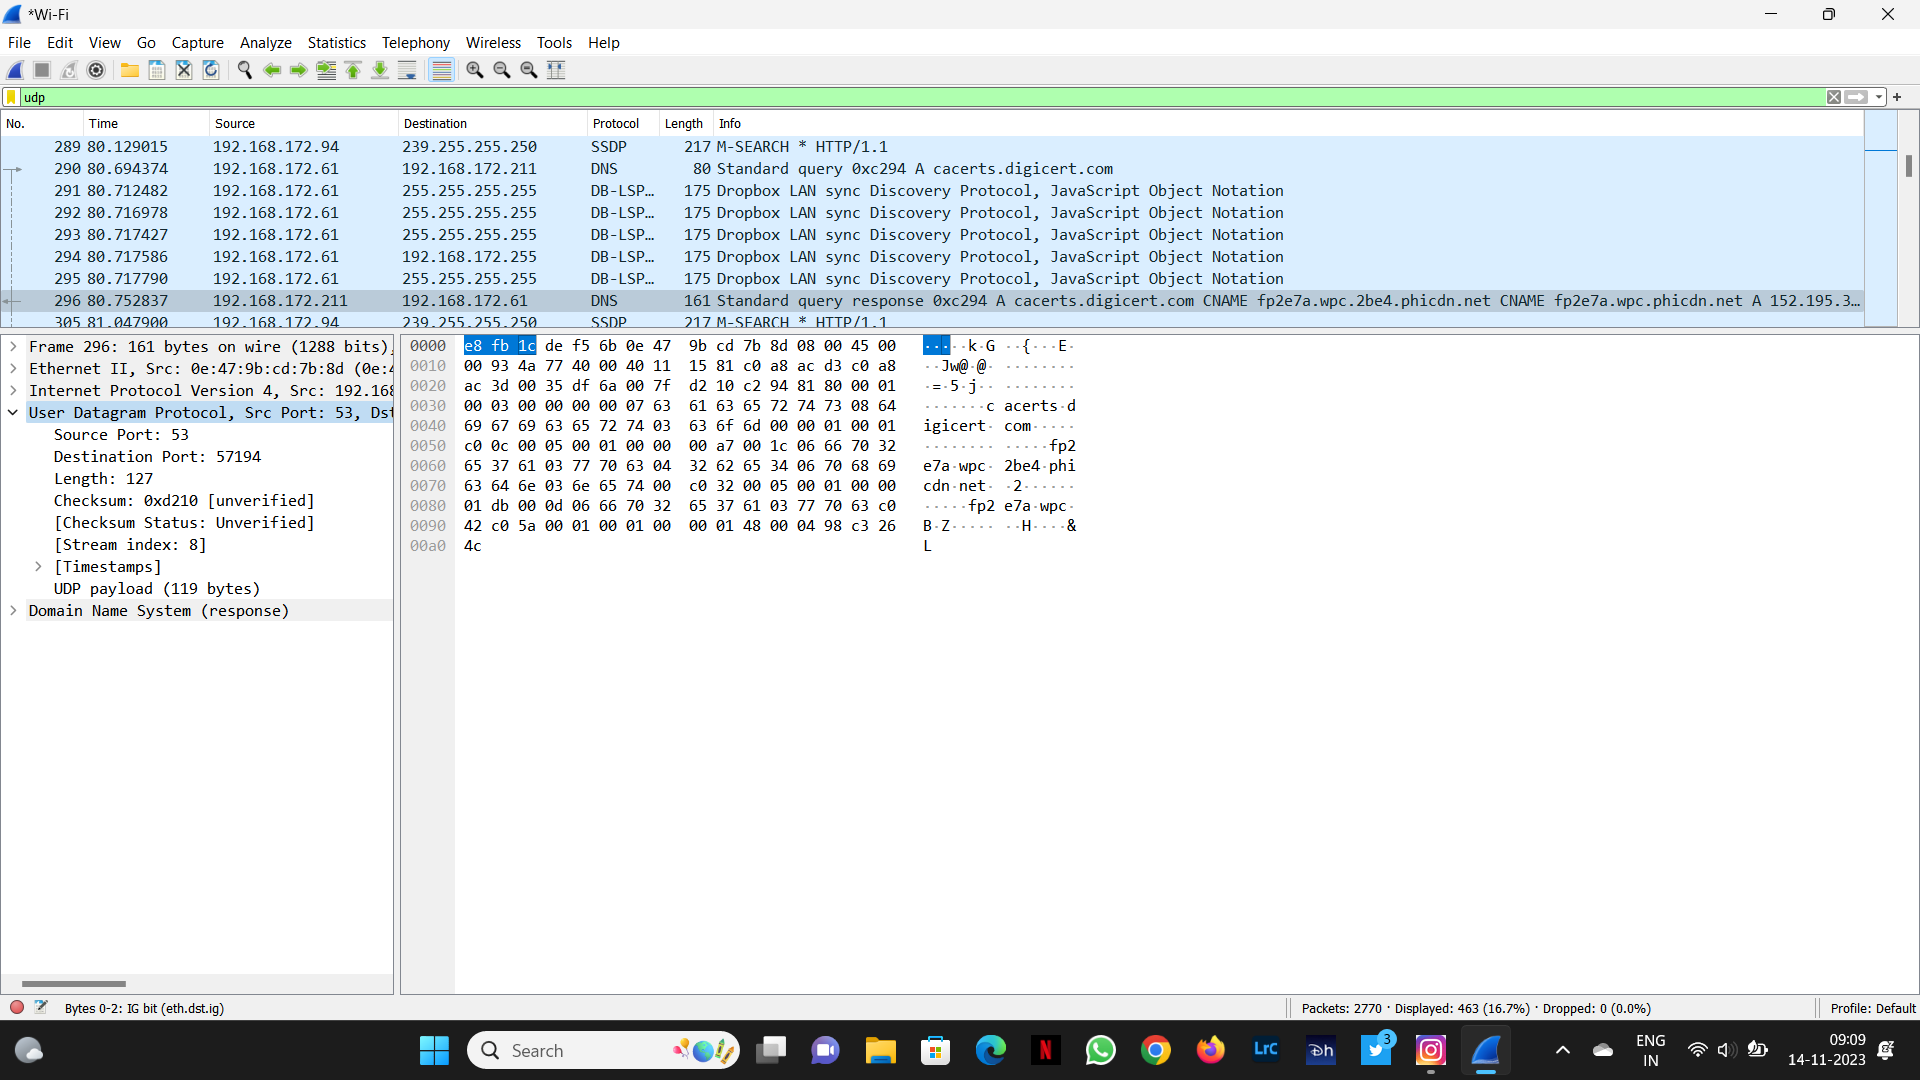 *Wi-Fi
File Edit View Go Capture Analyze Statistics Telephony Wireless Tools Help
udp
No. Time Source Destination Protocol Length Info
289 80.129015 192.168.172.94 239.255.255.250 SSDP 217 M-SEARCH * HTTP/1.1
290 80.694374 192.168.172.61 192.168.172.211 DNS 80 Standard query 0xc294 A cacerts.digicert.com
291 80.712482 192.168.172.61 255.255.255.255 DB-LSP… 175 Dropbox LAN sync Discovery Protocol, JavaScript Object Notation
292 80.716978 192.168.172.61 255.255.255.255 DB-LSP… 175 Dropbox LAN sync Discovery Protocol, JavaScript Object Notation
293 80.717427 192.168.172.61 255.255.255.255 DB-LSP… 175 Dropbox LAN sync Discovery Protocol, JavaScript Object Notation
294 80.717586 192.168.172.61 192.168.172.255 DB-LSP… 175 Dropbox LAN sync Discovery Protocol, JavaScript Object Notation
295 80.717790 192.168.172.61 255.255.255.255 DB-LSP… 175 Dropbox LAN sync Discovery Protocol, JavaScript Object Notation
296 80.752837 192.168.172.211 192.168.172.61 DNS 161 Standard query response 0xc294 A cacerts.digicert.com CNAME fp2e7a.wpc.2be4.phicdn.net CNAME fp2e7a.wpc.phicdn.net A 152.195.3…
305 81.047900 192.168.172.94 239.255.255.250 SSDP 217 M-SEARCH * HTTP/1.1
Frame 296: 161 bytes on wire (1288 bits),
Ethernet II, Src: 0e:47:9b:cd:7b:8d (0e:4
Internet Protocol Version 4, Src: 192.168
User Datagram Protocol, Src Port: 53, Dst
Source Port: 53
Destination Port: 57194
Length: 127
Checksum: 0xd210 [unverified]
[Checksum Status: Unverified]
[Stream index: 8]
[Timestamps]
UDP payload (119 bytes)
Domain Name System (response)
0000 e8 fb 1c de f5 6b 0e 47 9b cd 7b 8d 08 00 45 00 ·····k·G ··{···E·
0010 00 93 4a 77 40 00 40 11 15 81 c0 a8 ac d3 c0 a8 ··Jw@·@· ········
0020 ac 3d 00 35 df 6a 00 7f d2 10 c2 94 81 80 00 01 ·=·5·j·· ········
0030 00 03 00 00 00 00 07 63 61 63 65 72 74 73 08 64 ·······c acerts·d
0040 69 67 69 63 65 72 74 03 63 6f 6d 00 00 01 00 01 igicert· com·····
0050 c0 0c 00 05 00 01 00 00 00 a7 00 1c 06 66 70 32 ········ ·····fp2
0060 65 37 61 03 77 70 63 04 32 62 65 34 06 70 68 69 e7a·wpc· 2be4·phi
0070 63 64 6e 03 6e 65 74 00 c0 32 00 05 00 01 00 00 cdn·net· ·2······
0080 01 db 00 0d 06 66 70 32 65 37 61 03 77 70 63 c0 ·····fp2 e7a·wpc·
0090 42 c0 5a 00 01 00 01 00 00 01 48 00 04 98 c3 26 B·Z····· ··H····&
00a0 4c L
Bytes 0-2: IG bit (eth.dst.ig) Packets: 2770 · Displayed: 463 (16.7%) · Dropped: 0 (0.0%) Profile: Default
Search
N
LrC
Dh
3
ENG
IN
09:09
14-11-2023